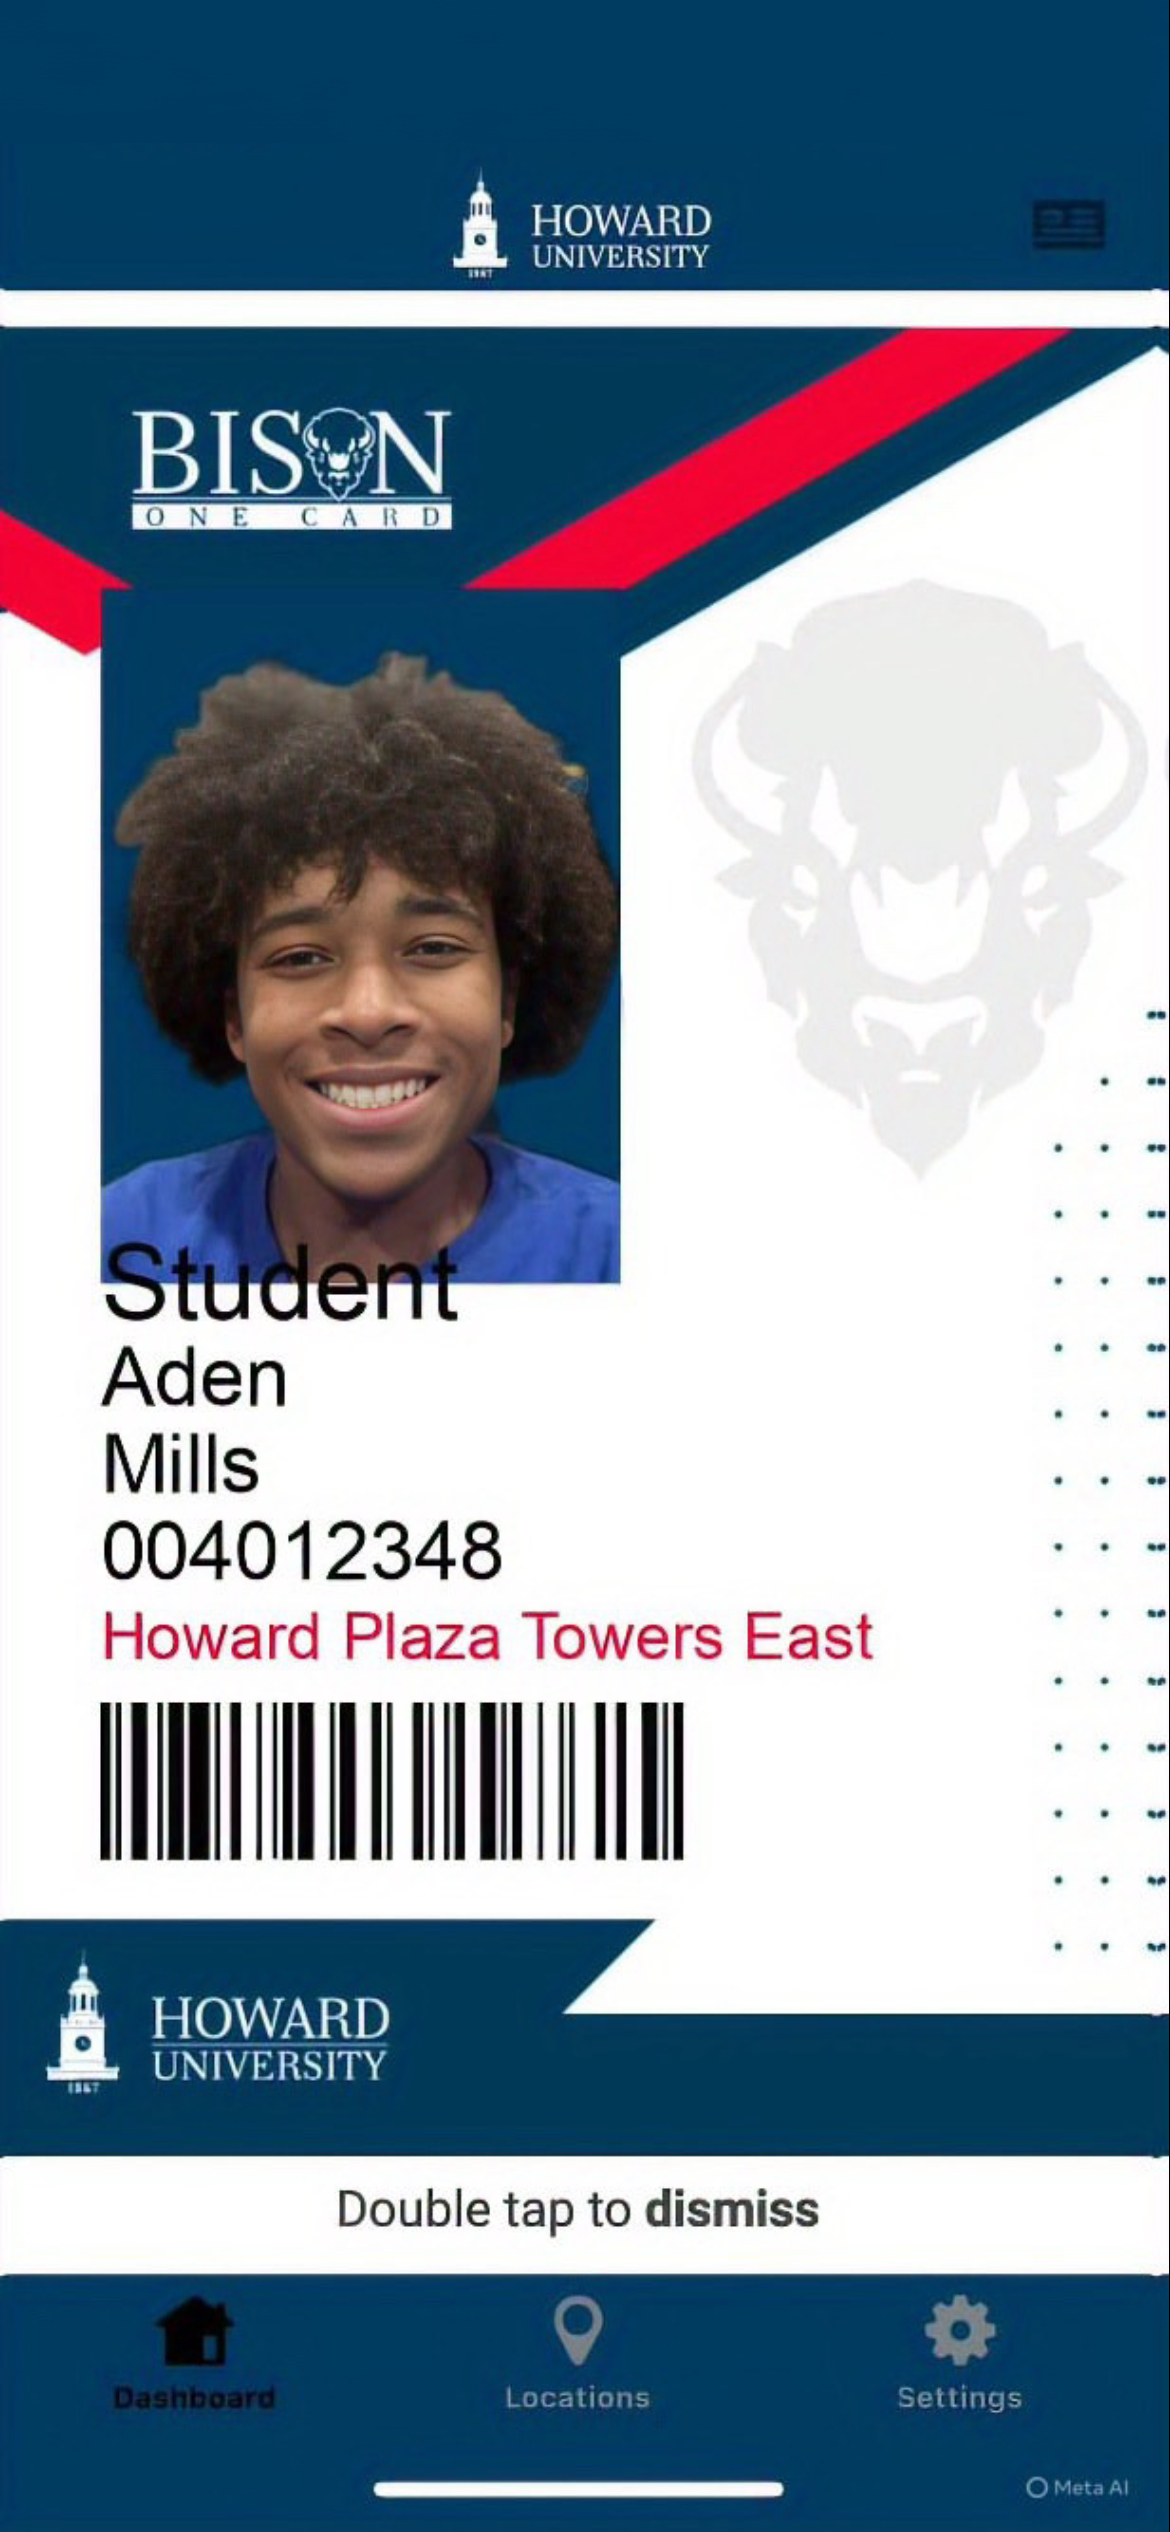 HOWARD
UNIVERSITY
1867
BISON
ONE CARD
Student
Aden
Mills
004012348
Howard Plaza Towers East
HOWARD
UNIVERSITY
1867
Double tap to dismiss
Dashboard
Locations
Settings
Meta AI